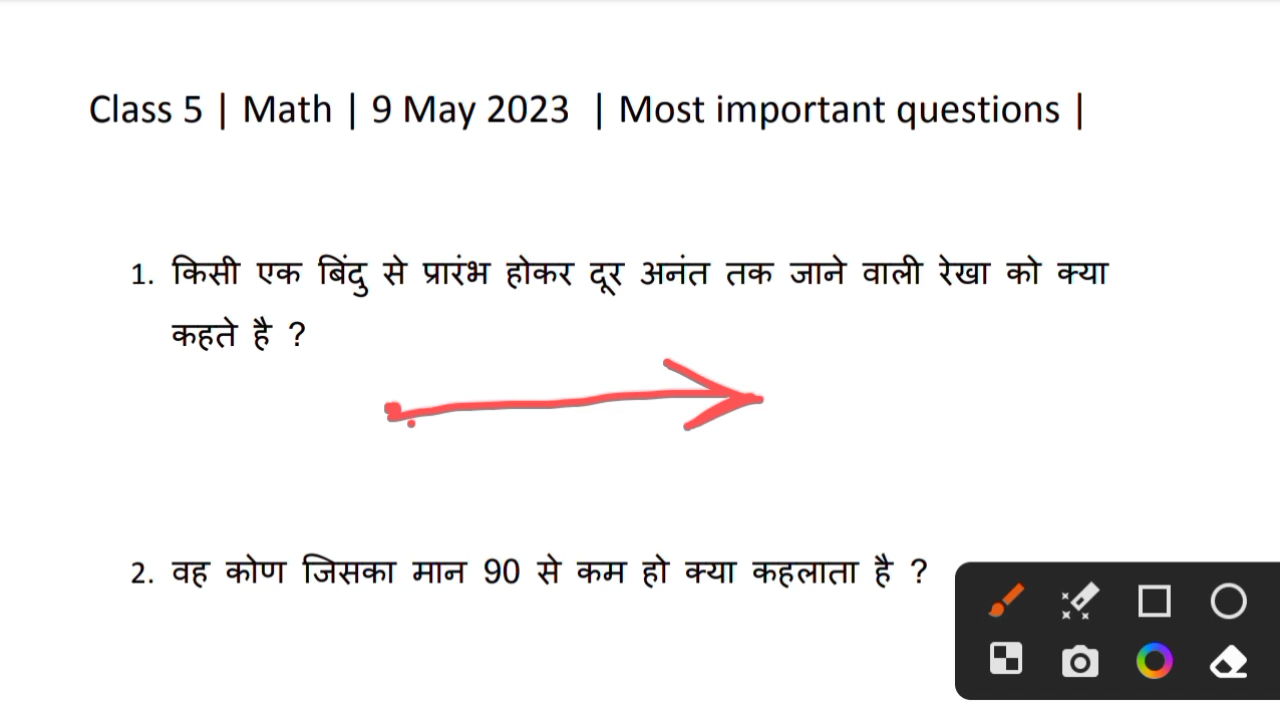 Class 5 | Math | 9 May 2023 | Most important questions |
1. किसी एक बिंदु से प्रारंभ होकर दूर अनंत तक जाने वाली रेखा को क्या
कहते है ?
2. वह कोण जिसका मान 90 से कम हो क्या कहलाता है ?